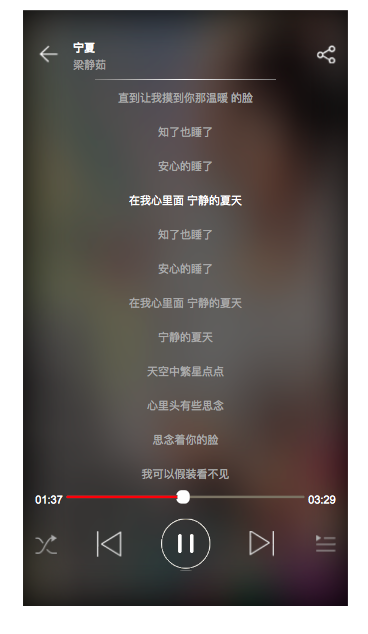 宁夏
梁静茹
直到让我摸到你那温暖 的脸
知了也睡了
安心的睡了
在我心里面 宁静的夏天
知了也睡了
安心的睡了
在我心里面 宁静的夏天
宁静的夏天
天空中繁星点点
心里头有些思念
思念着你的脸
我可以假装看不见
01:37 03:29